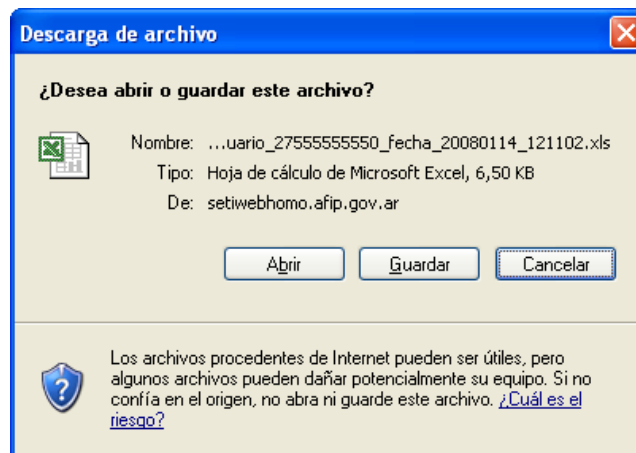 Descarga de archivo
¿Desea abrir o guardar este archivo?
Nombre: ...uario_27555555550_fecha_20080114_121102.xls
Tipo: Hoja de cálculo de Microsoft Excel, 6,50 KB
De: setiwebhomo.afip.gov.ar
Abrir Guardar Cancelar
Los archivos procedentes de Internet pueden ser útiles, pero
algunos archivos pueden dañar potencialmente su equipo. Si no
confía en el origen, no abra ni guarde este archivo. ¿Cuál es el
riesgo?